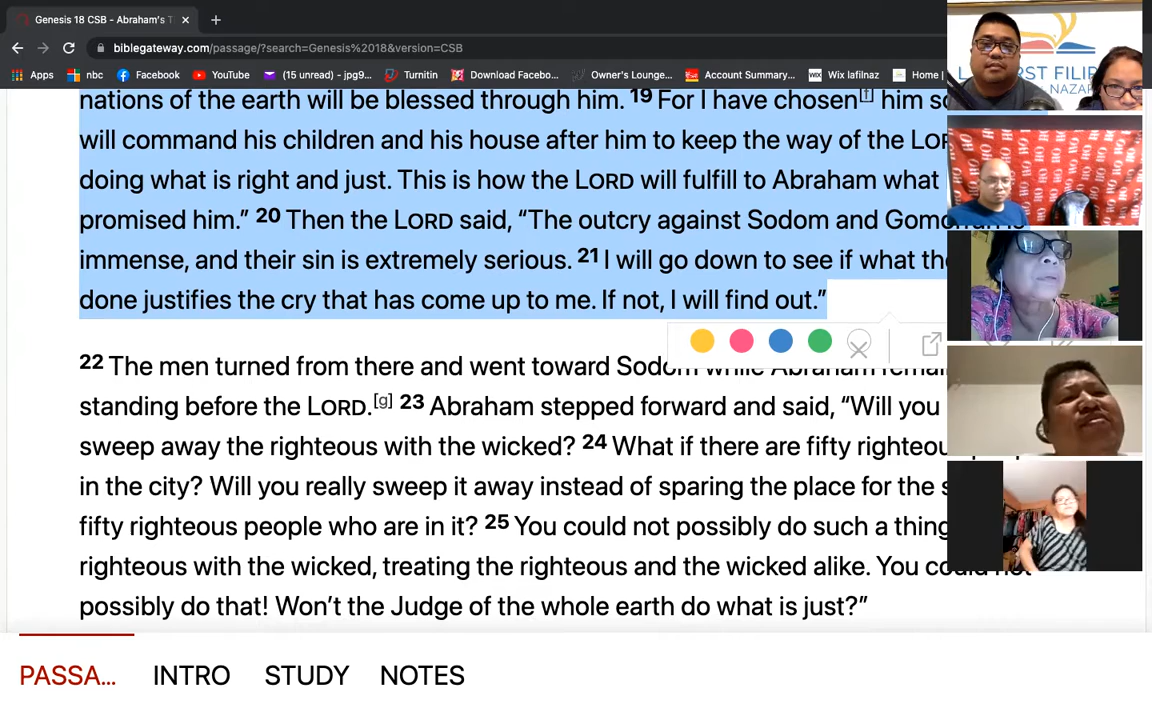 Genesis 18 CSB - Abraham's T
biblegateway.com/passage/?search=Genesis%2018&version=CSB
Apps nbc Facebook YouTube (15 unread) - jpg9... Turnitin Download Facebo... Owner's Lounge... Account Summary... WIX Wix lafilnaz Home |
nations of the earth will be blessed through him. 19 For I have chosen[f] him so
will command his children and his house after him to keep the way of the LOR
doing what is right and just. This is how the LORD will fulfill to Abraham what
promised him.” 20 Then the LORD said, “The outcry against Sodom and Gomorrah is
immense, and their sin is extremely serious. 21 I will go down to see if what the
done justifies the cry that has come up to me. If not, I will find out.”
22 The men turned from there and went toward Sodom while Abraham remain
standing before the LORD.[g] 23 Abraham stepped forward and said, “Will you
sweep away the righteous with the wicked? 24 What if there are fifty righteou
in the city? Will you really sweep it away instead of sparing the place for the s
fifty righteous people who are in it? 25 You could not possibly do such a thing
righteous with the wicked, treating the righteous and the wicked alike. You could not
possibly do that! Won’t the Judge of the whole earth do what is just?”
PASSA... INTRO STUDY NOTES
RST FILIP
NAZAR
HO HO HO